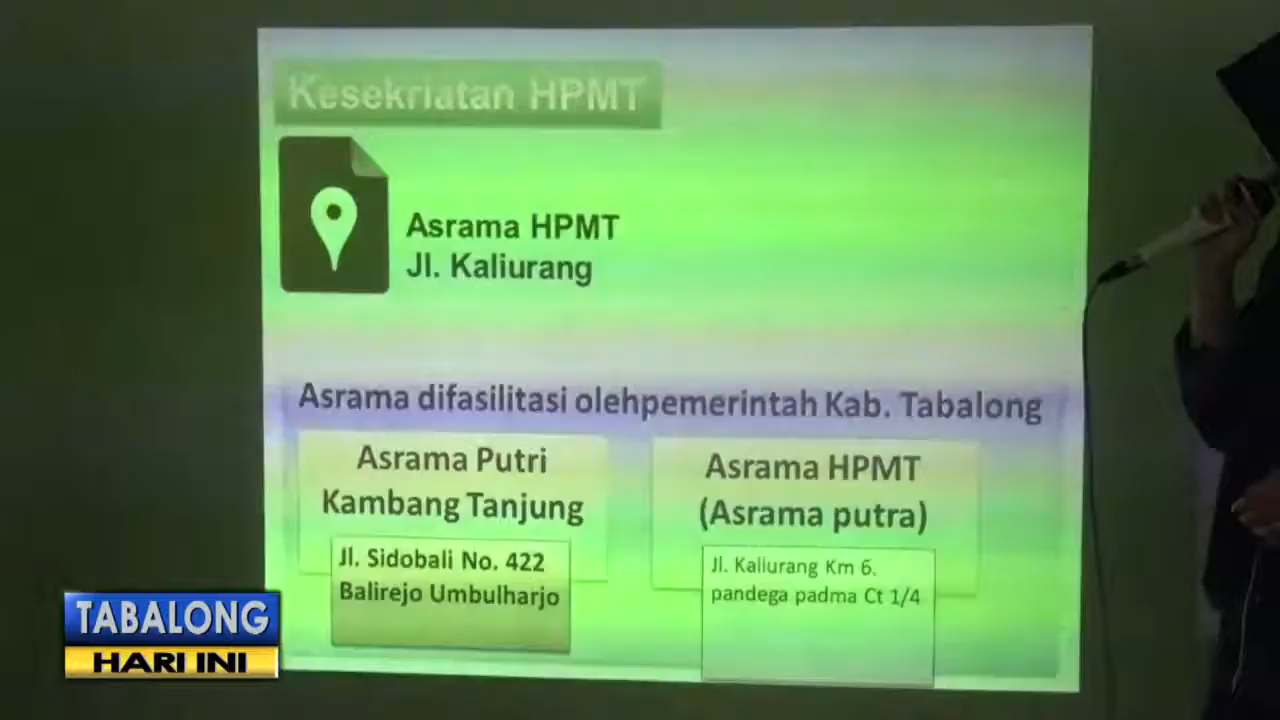 Kesekriatan HPMT
Asrama HPMT
Jl. Kaliurang
Asrama difasilitasi olehpemerintah Kab. Tabalong
Asrama Putri
Kambang Tanjung
Jl. Sidobali No. 422
Balirejo Umbulharjo
Asrama HPMT
(Asrama putra)
Jl. Kaliurang Km 6.
pandega padma Ct 1/4
TABALONG
HARI INI